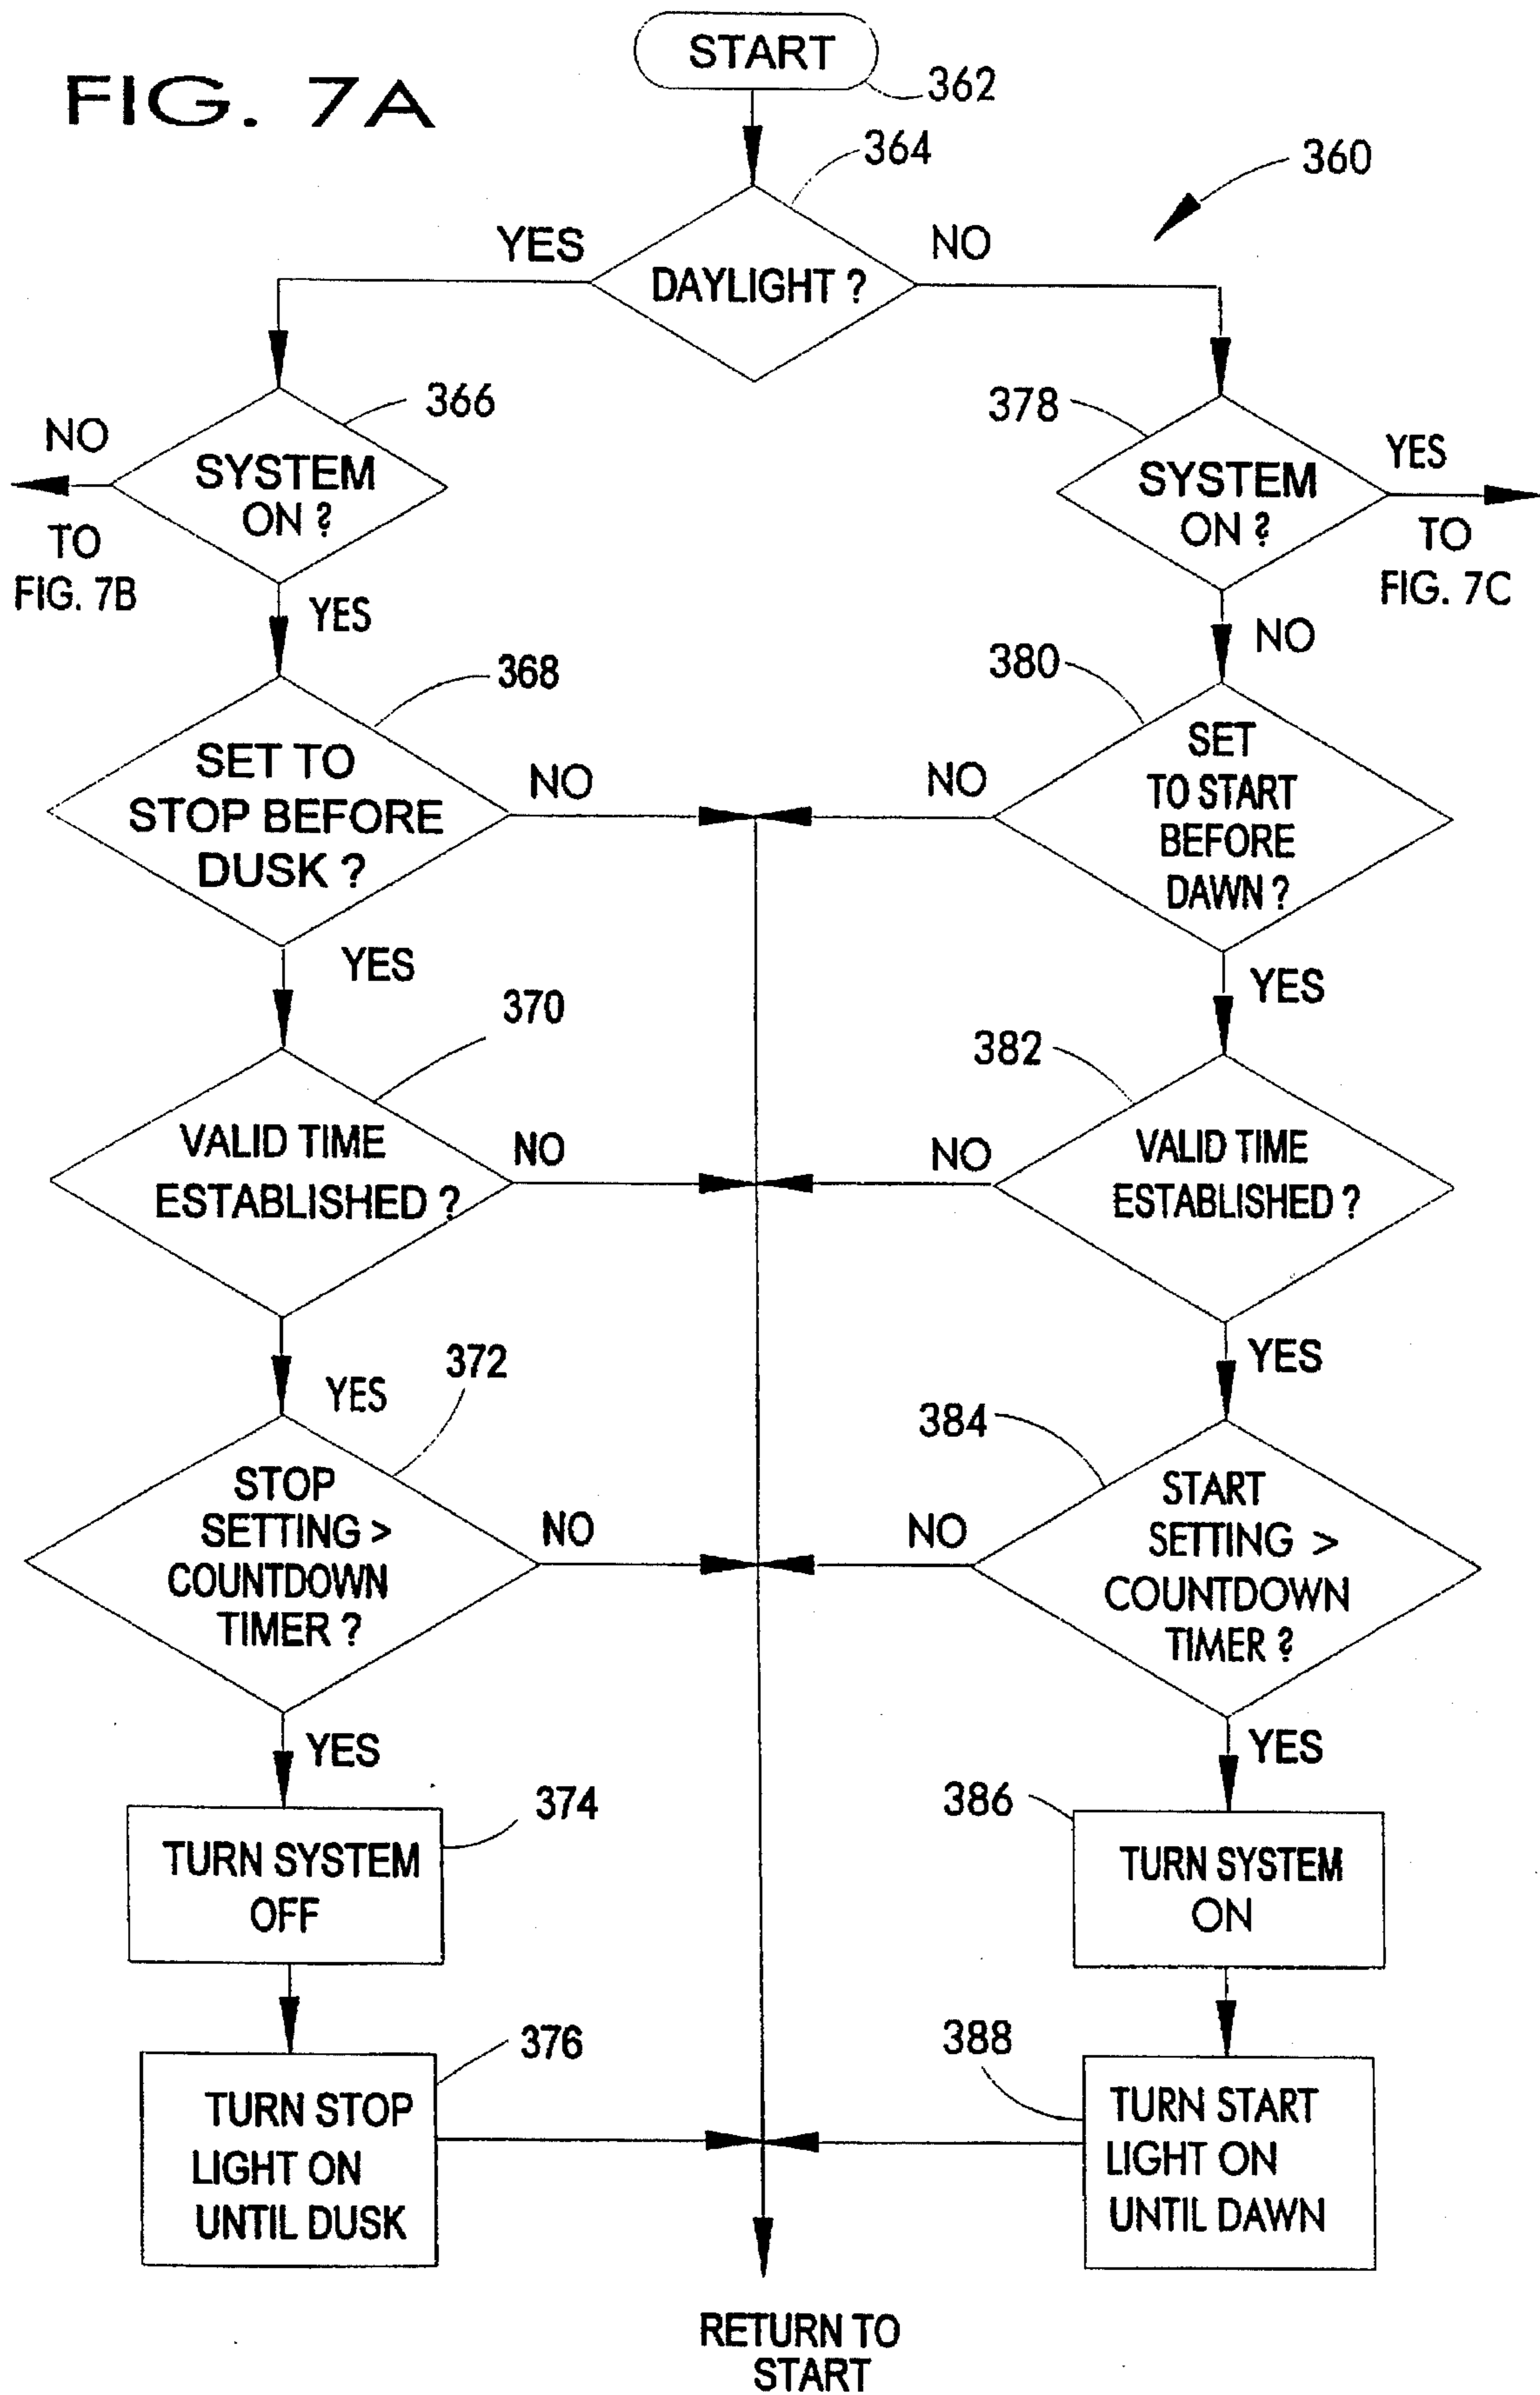 FIG. 7A
START
362
364
360
YES
NO
DAYLIGHT ?
366
378
NO
SYSTEM
ON ?
TO
FIG. 7B
YES
SYSTEM
ON ?
YES
TO
FIG. 7C
NO
368
380
SET TO
STOP BEFORE
DUSK ?
NO
NO
SET
TO START
BEFORE
DAWN ?
YES
YES
370
382
VALID TIME
ESTABLISHED ?
NO
NO
VALID TIME
ESTABLISHED ?
YES
YES
372
384
STOP
SETTING >
COUNTDOWN
TIMER ?
NO
NO
START
SETTING >
COUNTDOWN
TIMER ?
YES
YES
374
386
TURN SYSTEM
OFF
TURN SYSTEM
ON
376
388
TURN STOP
LIGHT ON
UNTIL DUSK
TURN START
LIGHT ON
UNTIL DAWN
RETURN TO
START